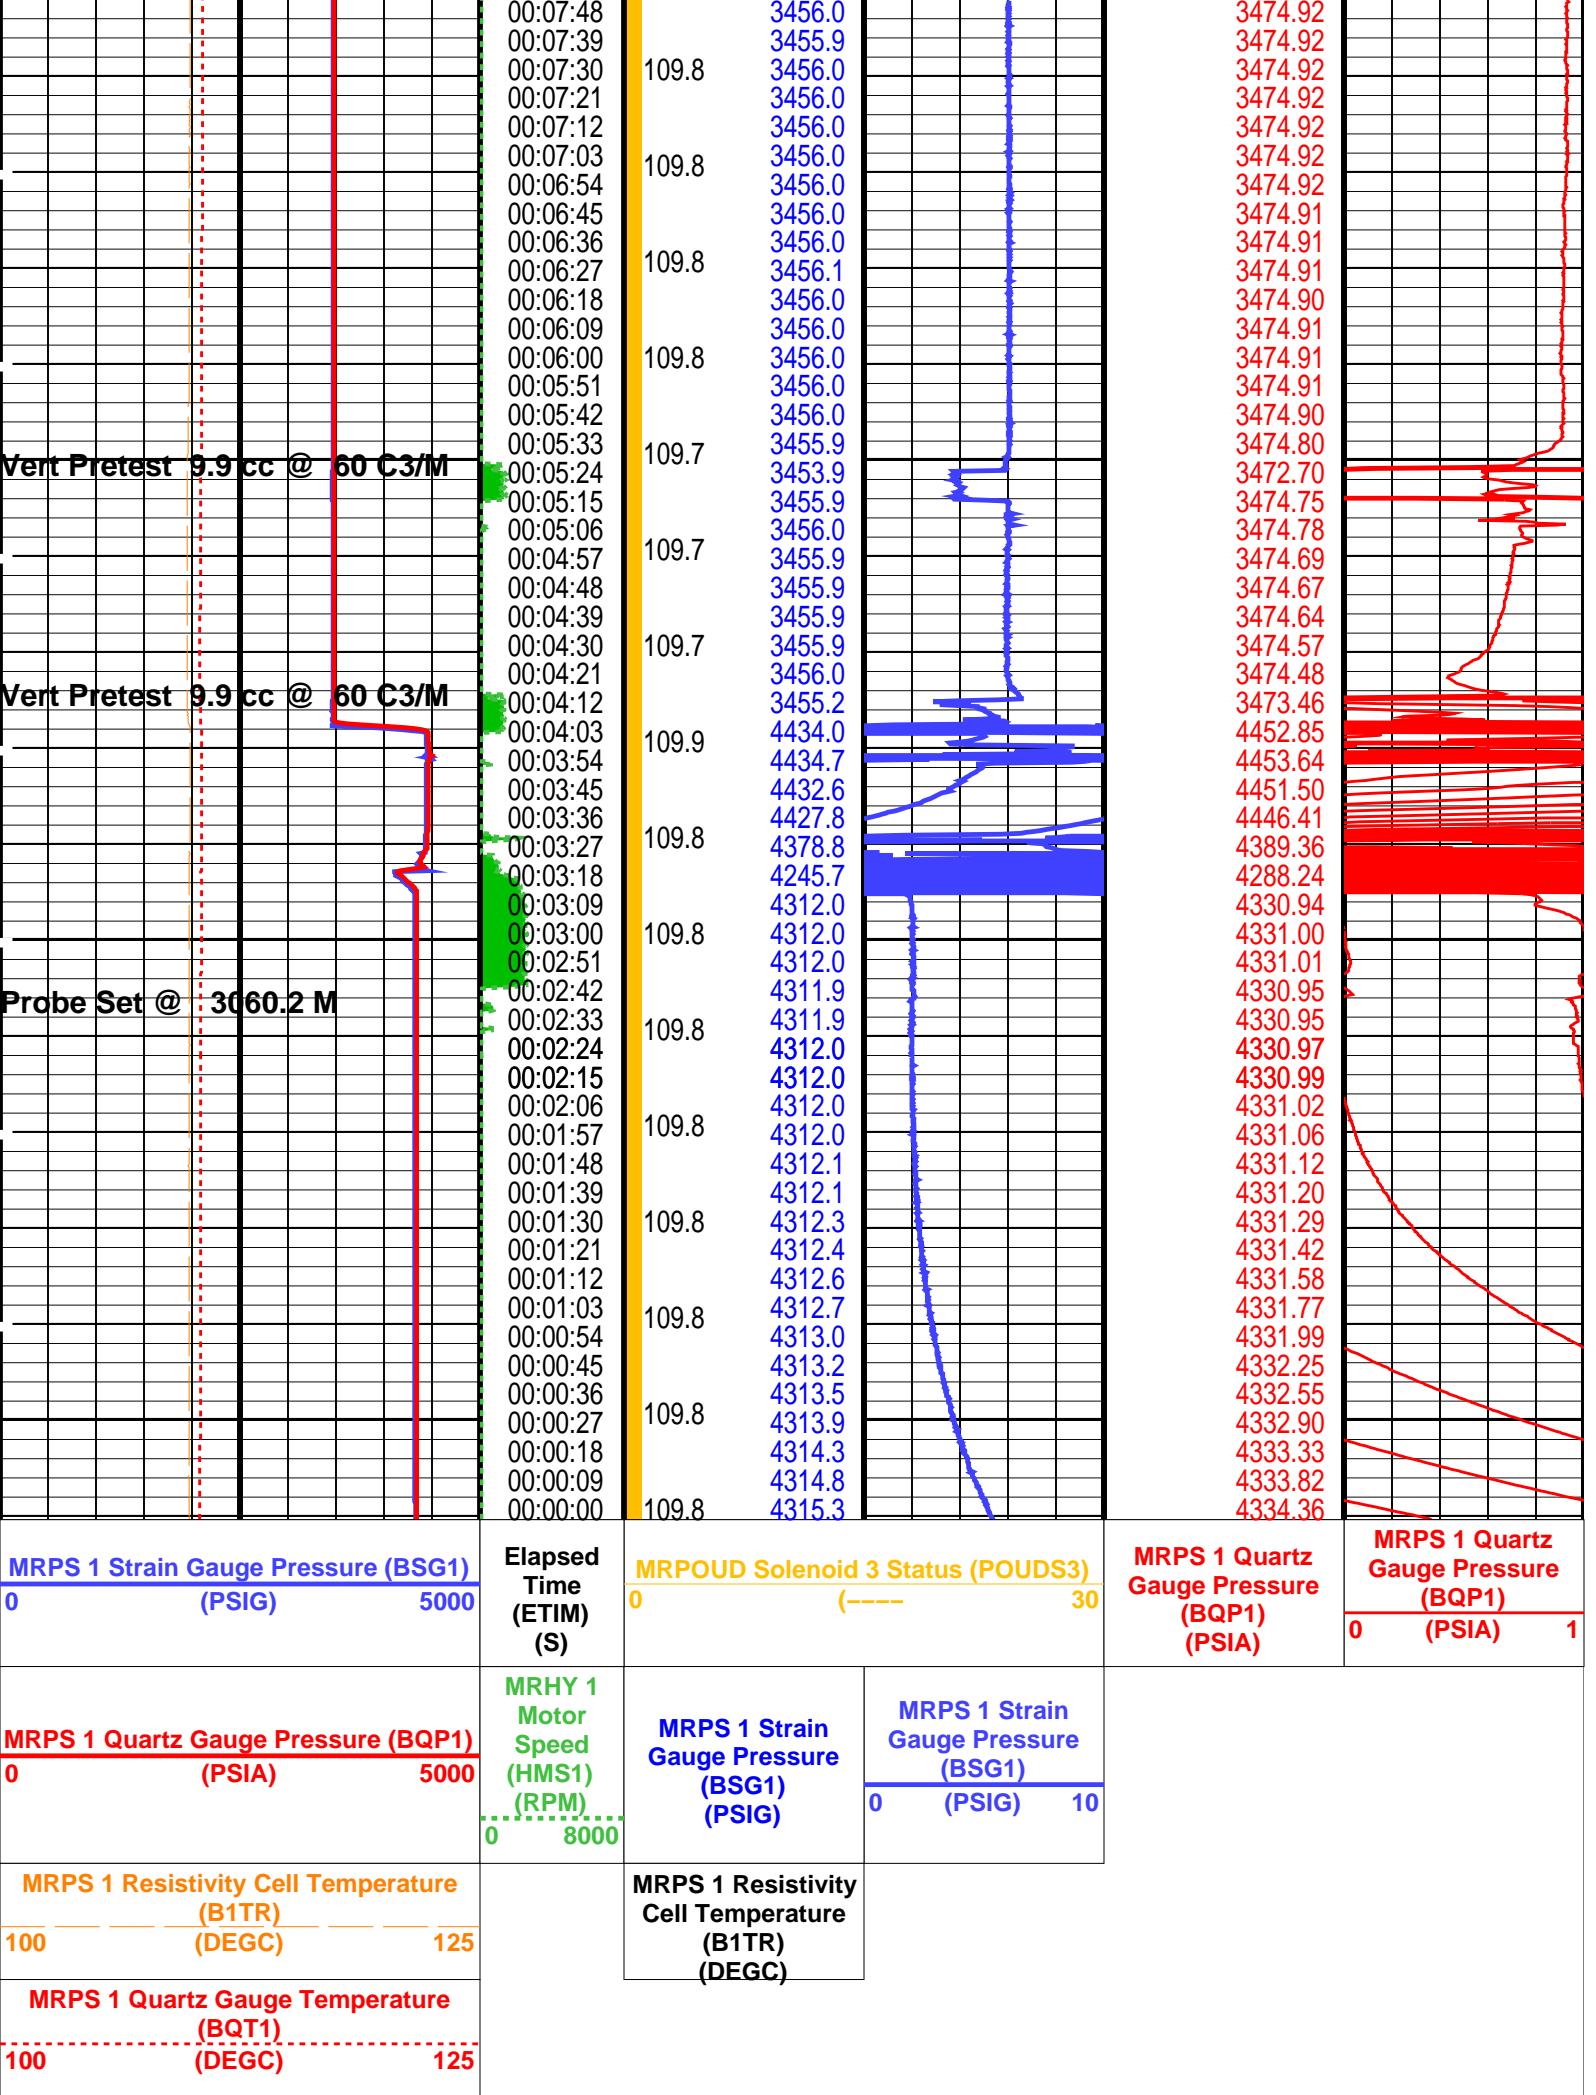 00:07:48 3456.0 3474.92
00:07:39 3455.9 3474.92
00:07:30 109.8 3456.0 3474.92
00:07:21 3456.0 3474.92
00:07:12 3456.0 3474.92
00:07:03 109.8 3456.0 3474.92
00:06:54 3456.0 3474.92
00:06:45 3456.0 3474.91
00:06:36 3456.0 3474.91
00:06:27 109.8 3456.1 3474.91
00:06:18 3456.0 3474.90
00:06:09 3456.0 3474.91
00:06:00 109.8 3456.0 3474.91
00:05:51 3456.0 3474.91
00:05:42 3456.0 3474.90
00:05:33 109.7 3455.9 3474.80
Vert Pretest 9.9 cc @ 60 C3/M
00:05:24 3453.9 3472.70
00:05:15 3455.9 3474.75
00:05:06 3456.0 3474.78
00:04:57 109.7 3455.9 3474.69
00:04:48 3455.9 3474.67
00:04:39 3455.9 3474.64
00:04:30 109.7 3455.9 3474.57
00:04:21 3456.0 3474.48
Vert Pretest 9.9 cc @ 60 C3/M
00:04:12 3455.2 3473.46
00:04:03 109.9 4434.0 4452.85
00:03:54 4434.7 4453.64
00:03:45 4432.6 4451.50
00:03:36 4427.8 4446.41
00:03:27 109.8 4378.8 4389.36
00:03:18 4245.7 4288.24
00:03:09 4312.0 4330.94
00:03:00 109.8 4312.0 4331.00
00:02:51 4312.0 4331.01
00:02:42 4311.9 4330.95
Probe Set @ 3060.2 M
00:02:33 109.8 4311.9 4330.95
00:02:24 4312.0 4330.97
00:02:15 4312.0 4330.99
00:02:06 109.8 4312.0 4331.02
00:01:57 4312.0 4331.06
00:01:48 4312.1 4331.12
00:01:39 4312.1 4331.20
00:01:30 109.8 4312.3 4331.29
00:01:21 4312.4 4331.42
00:01:12 4312.6 4331.58
00:01:03 109.8 4312.7 4331.77
00:00:54 4313.0 4331.99
00:00:45 4313.2 4332.25
00:00:36 4313.5 4332.55
00:00:27 109.8 4313.9 4332.90
00:00:18 4314.3 4333.33
00:00:09 4314.8 4333.82
00:00:00 109.8 4315.3 4334.36
MRPS 1 Strain Gauge Pressure (BSG1)
0 (PSIG) 5000
Elapsed
Time
(ETIM)
(S)
MRPOUD Solenoid 3 Status (POUDS3)
0 (---- 30
MRPS 1 Quartz
Gauge Pressure
(BQP1)
(PSIA)
MRPS 1 Quartz
Gauge Pressure
(BQP1)
0 (PSIA) 1
MRPS 1 Quartz Gauge Pressure (BQP1)
0 (PSIA) 5000
MRHY 1
Motor
Speed
(HMS1)
(RPM)
0 8000
MRPS 1 Strain
Gauge Pressure
(BSG1)
(PSIG)
MRPS 1 Strain
Gauge Pressure
(BSG1)
0 (PSIG) 10
MRPS 1 Resistivity Cell Temperature
(B1TR)
100 (DEGC) 125
MRPS 1 Resistivity
Cell Temperature
(B1TR)
(DEGC)
MRPS 1 Quartz Gauge Temperature
(BQT1)
100 (DEGC) 125